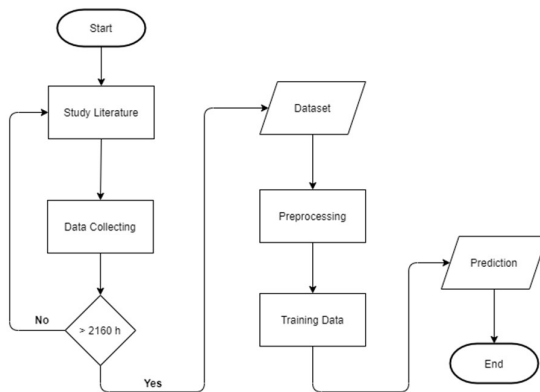 Start
Study Literature
Data Collecting
> 2160 h
No
Yes
Dataset
Preprocessing
Training Data
Prediction
End